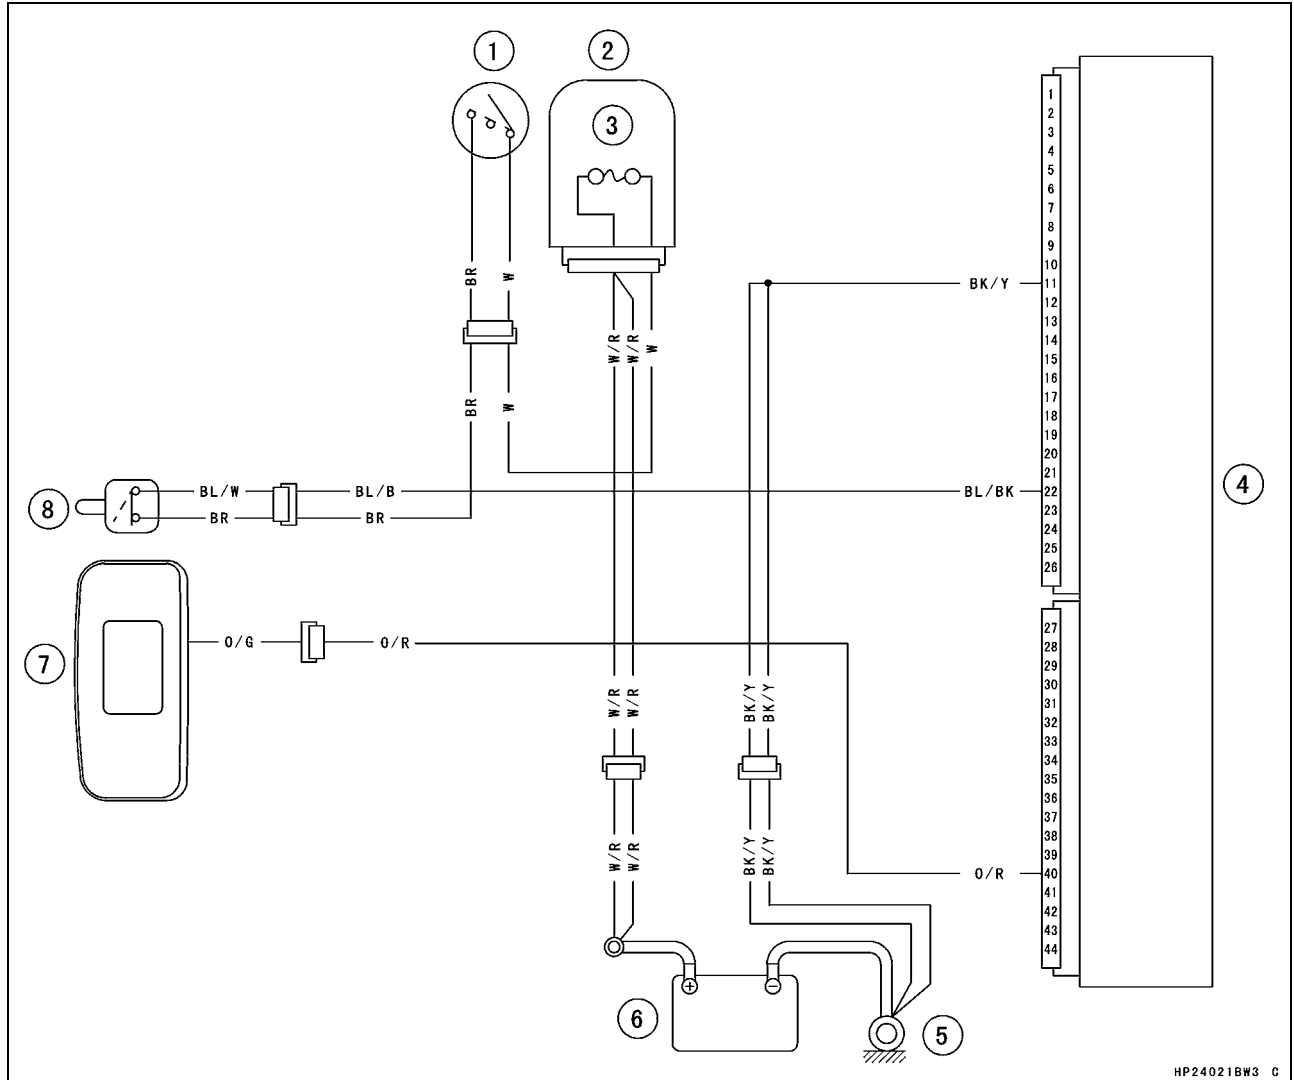 1
2
3
BR
W
W/R
W/R
W
BR
W
BK/Y
1
2
3
4
5
6
7
8
9
10
11
12
13
14
15
16
17
18
19
20
21
22
23
24
25
26
4
8
BL/W
BL/B
BL/BK
BR
BR
7
O/G
O/R
27
28
29
30
31
32
33
34
35
36
37
38
39
40
41
42
43
44
W/R
W/R
BK/Y
BK/Y
W/R
W/R
BK/Y
BK/Y
O/R
+
−
6
5
HP24021BW3 C